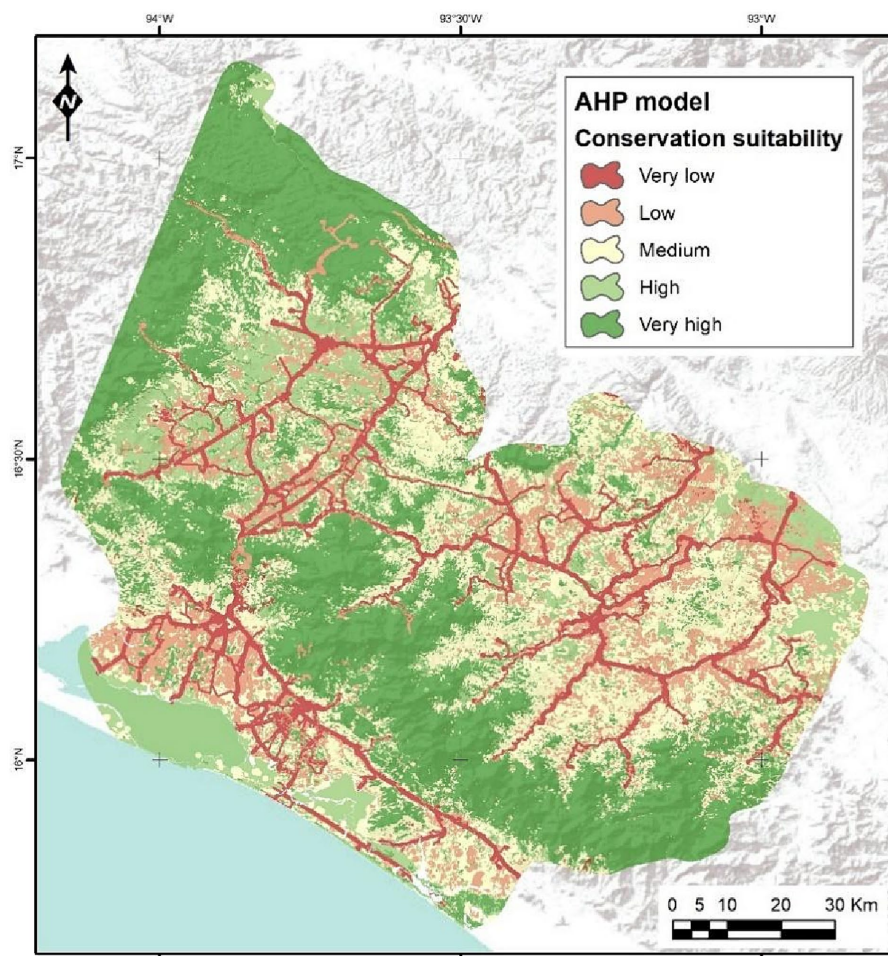 94°W 93°30'W 93°W
N
17°N
16°30'N
16°N
AHP model
Conservation suitability
Very low
Low
Medium
High
Very high
0 5 10 20 30 Km